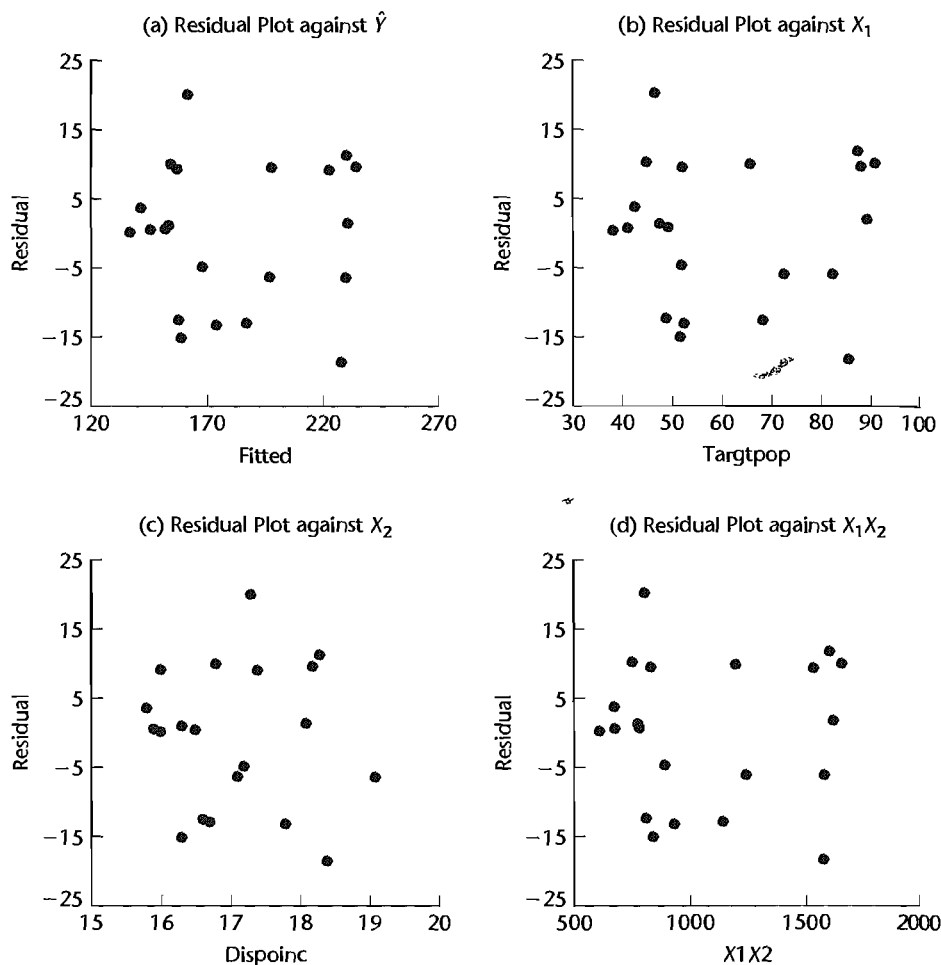 (a) Residual Plot against Ŷ
(b) Residual Plot against X₁
25
15
5
−5
−15
−25
Residual
120 170 220 270
Fitted
25
15
5
−5
−15
−25
Residual
30 40 50 60 70 80 90 100
Targtpop
(c) Residual Plot against X₂
(d) Residual Plot against X₁X₂
25
15
5
−5
−15
−25
Residual
15 16 17 18 19 20
Dispoinc
25
15
5
−5
−15
−25
Residual
500 1000 1500 2000
X1X2